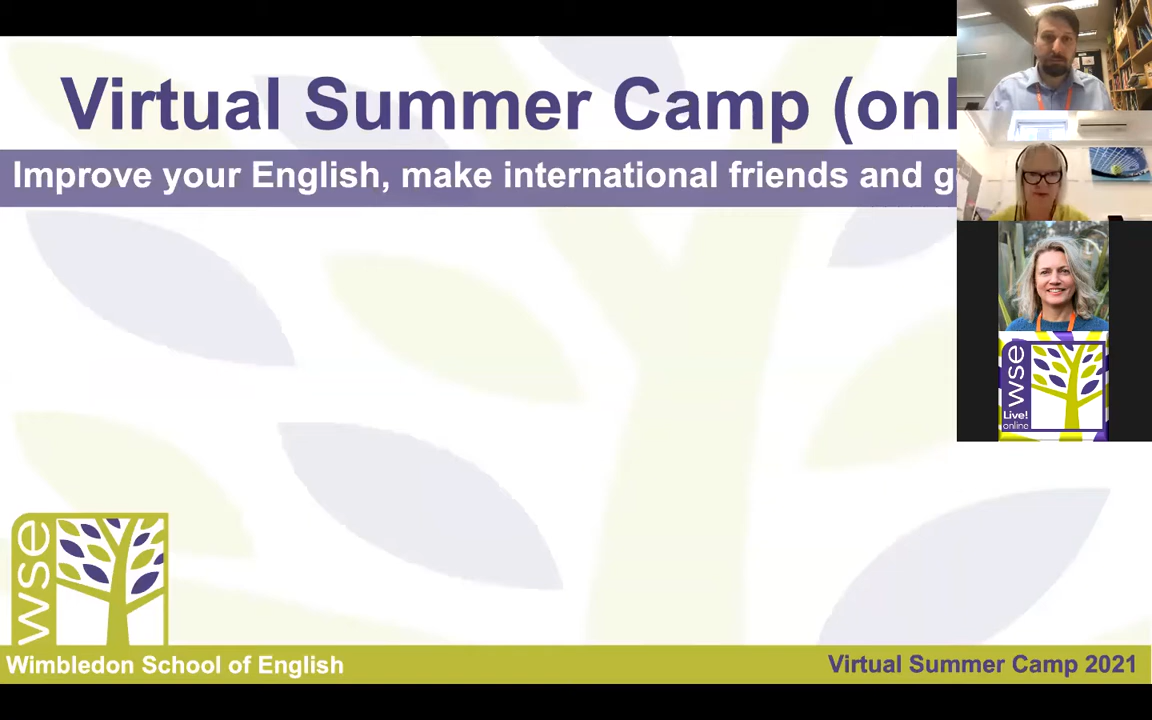 Virtual Summer Camp (onl
Improve your English, make international friends and g
wse
Live!
online
wse
Wimbledon School of English
Virtual Summer Camp 2021